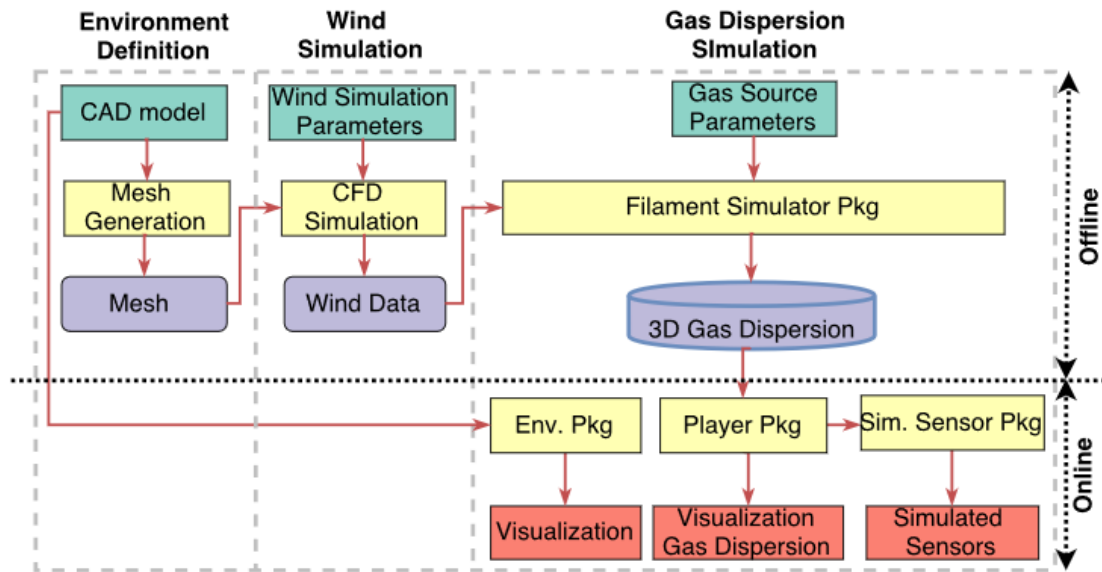 Environment
Definition
Wind
Simulation
Gas Dispersion
SImulation
CAD model
Wind Simulation
Parameters
Gas Source
Parameters
Mesh
Generation
CFD
Simulation
Filament Simulator Pkg
Mesh
Wind Data
3D Gas Dispersion
Offline
Env. Pkg
Player Pkg
Sim. Sensor Pkg
Visualization
Visualization
Gas Dispersion
Simulated
Sensors
Online